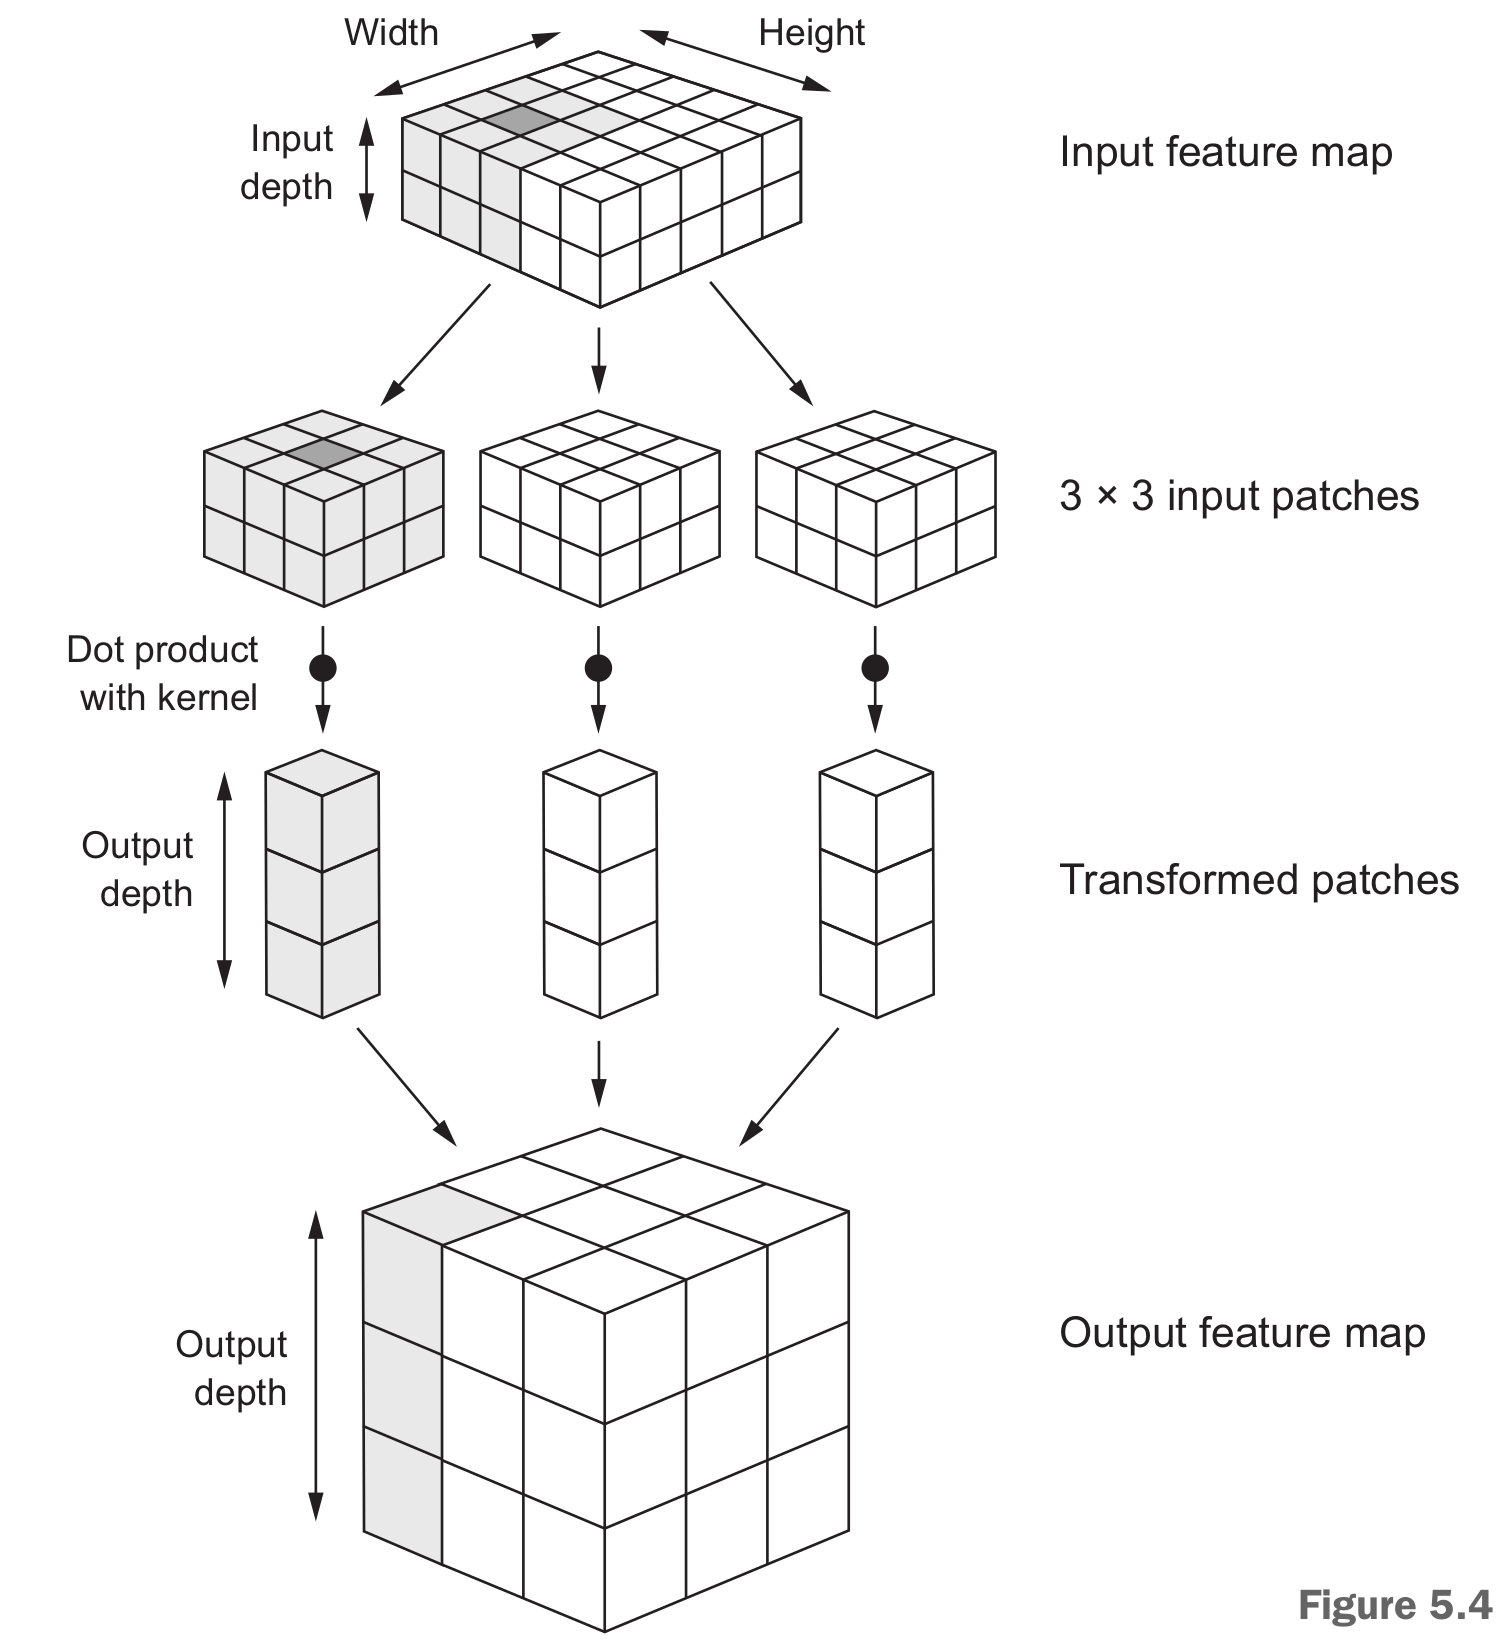 Width
Height
Input
depth
Input feature map
3 × 3 input patches
Dot product
with kernel
Output
depth
Transformed patches
Output
depth
Output feature map
Figure 5.4